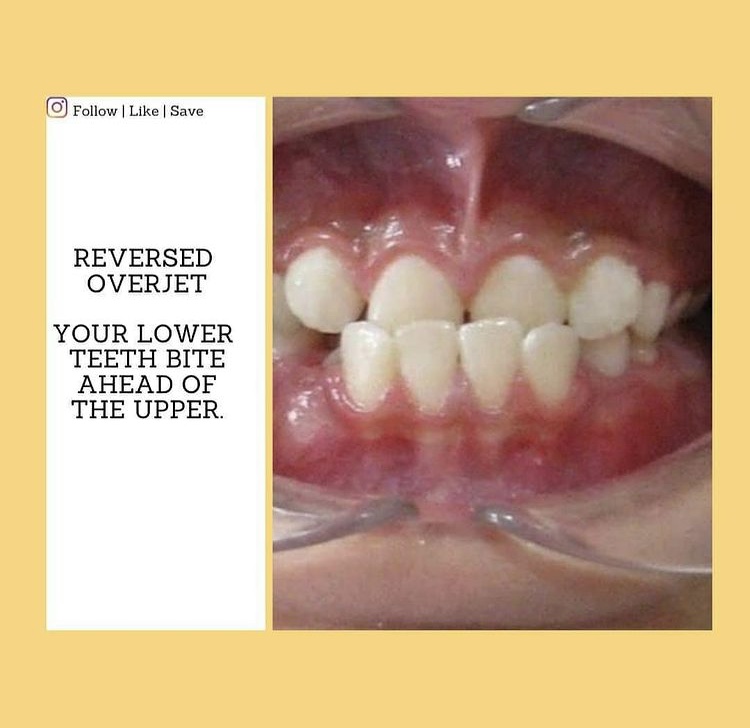 Follow | Like | Save
REVERSED
OVERJET
YOUR LOWER
TEETH BITE
AHEAD OF
THE UPPER.